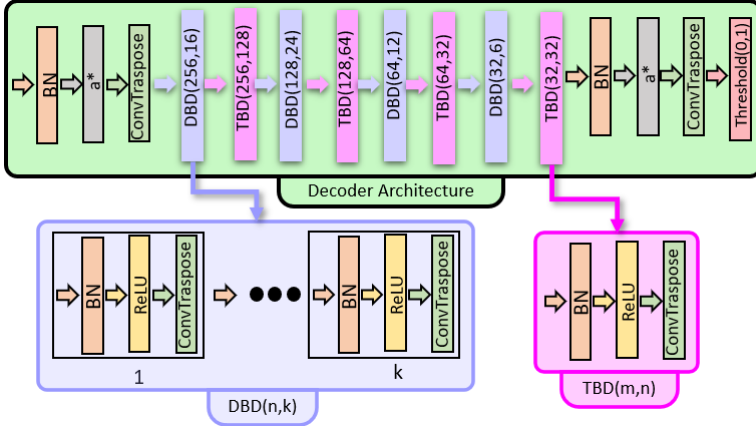 BN
a*
ConvTraspose
DBD(256,16)
TBD(256,128)
DBD(128,24)
TBD(128,64)
DBD(64,12)
TBD(64,32)
DBD(32,6)
TBD(32,32)
BN
a*
ConvTraspose
Threshold(0,1)
Decoder Architecture
BN
ReLU
ConvTraspose
1
BN
ReLU
ConvTraspose
k
DBD(n,k)
BN
ReLU
ConvTraspose
TBD(m,n)